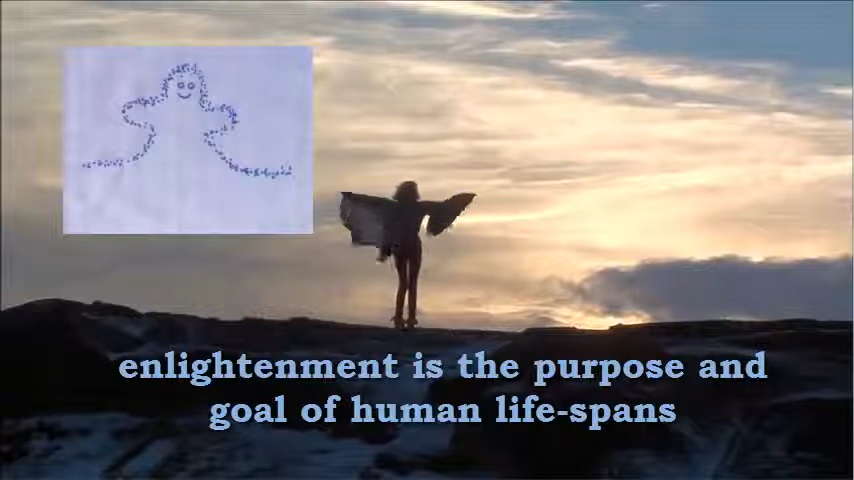 enlightenment is the purpose and
goal of human life-spans